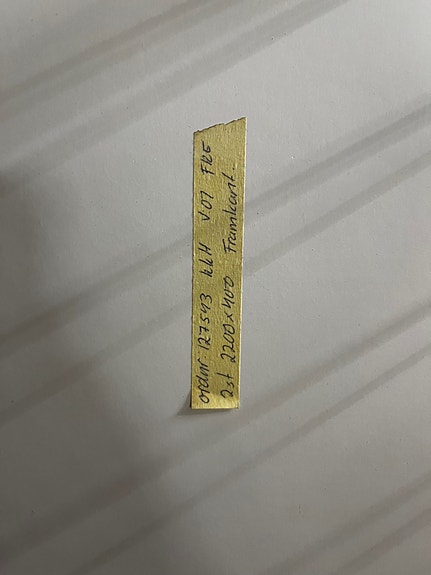 ordnr: 127543 kkH V07 FRE
2st 2200x400 Framkant.